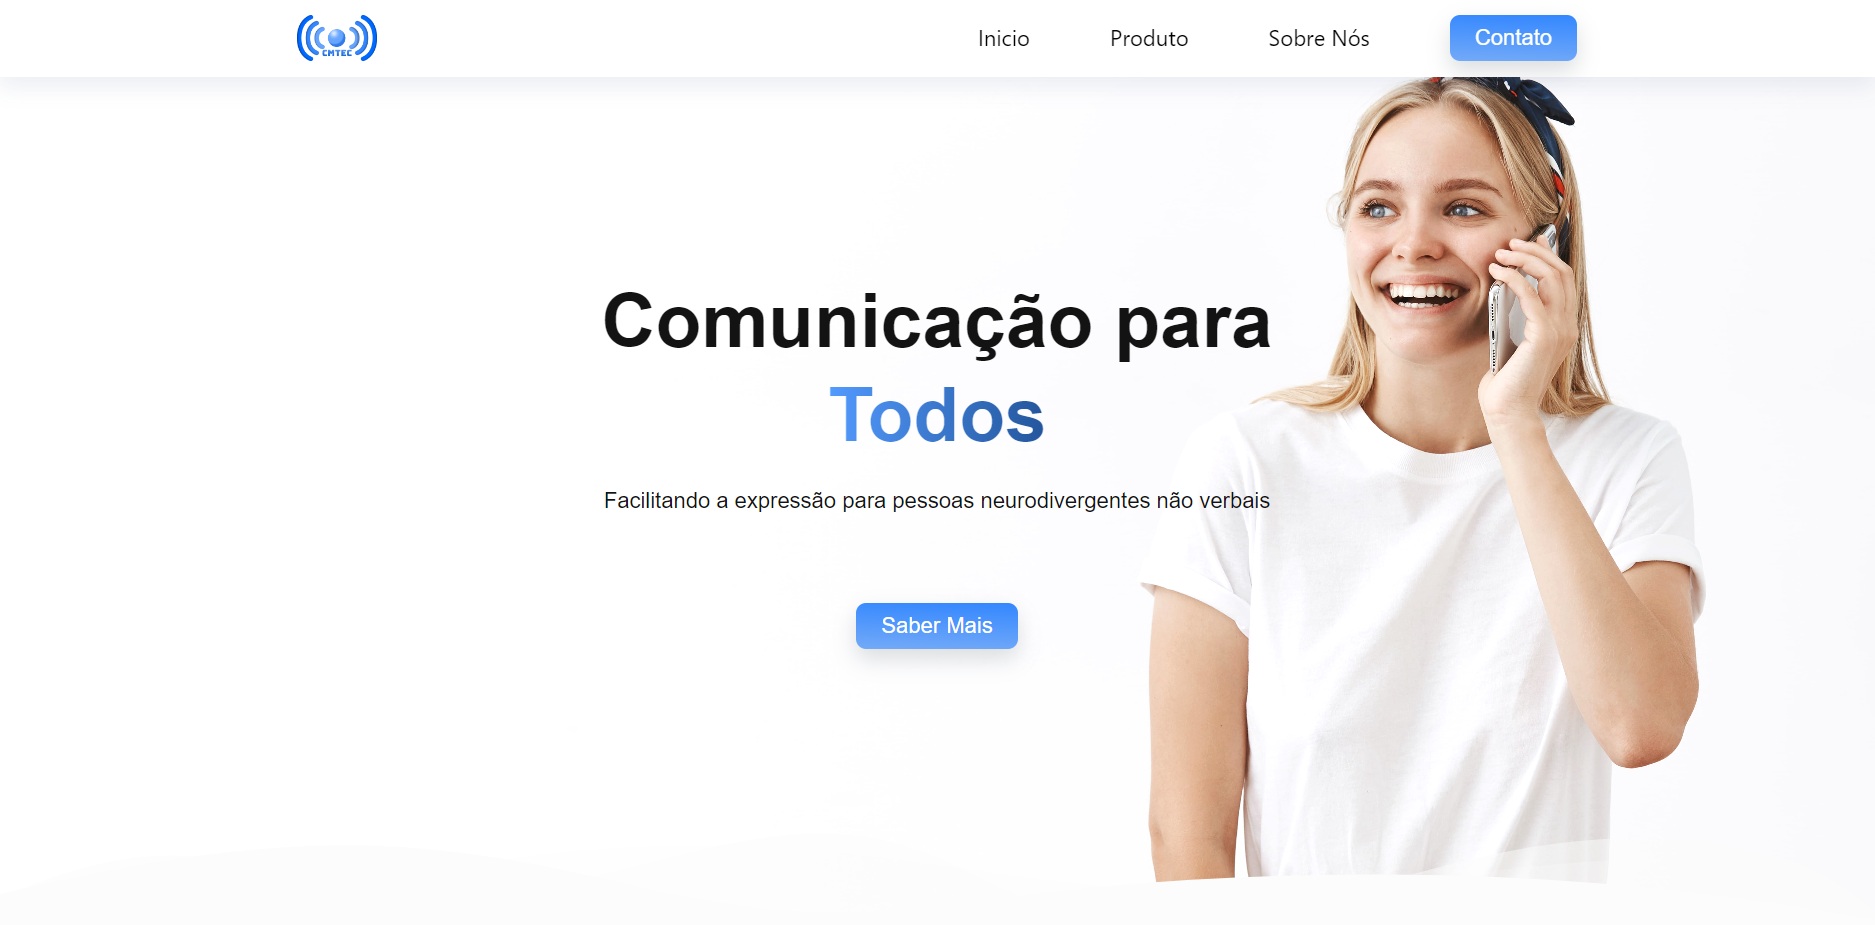 CMTEC
Inicio
Produto
Sobre Nós
Contato
Comunicação para
Todos
Facilitando a expressão para pessoas neurodivergentes não verbais
Saber Mais